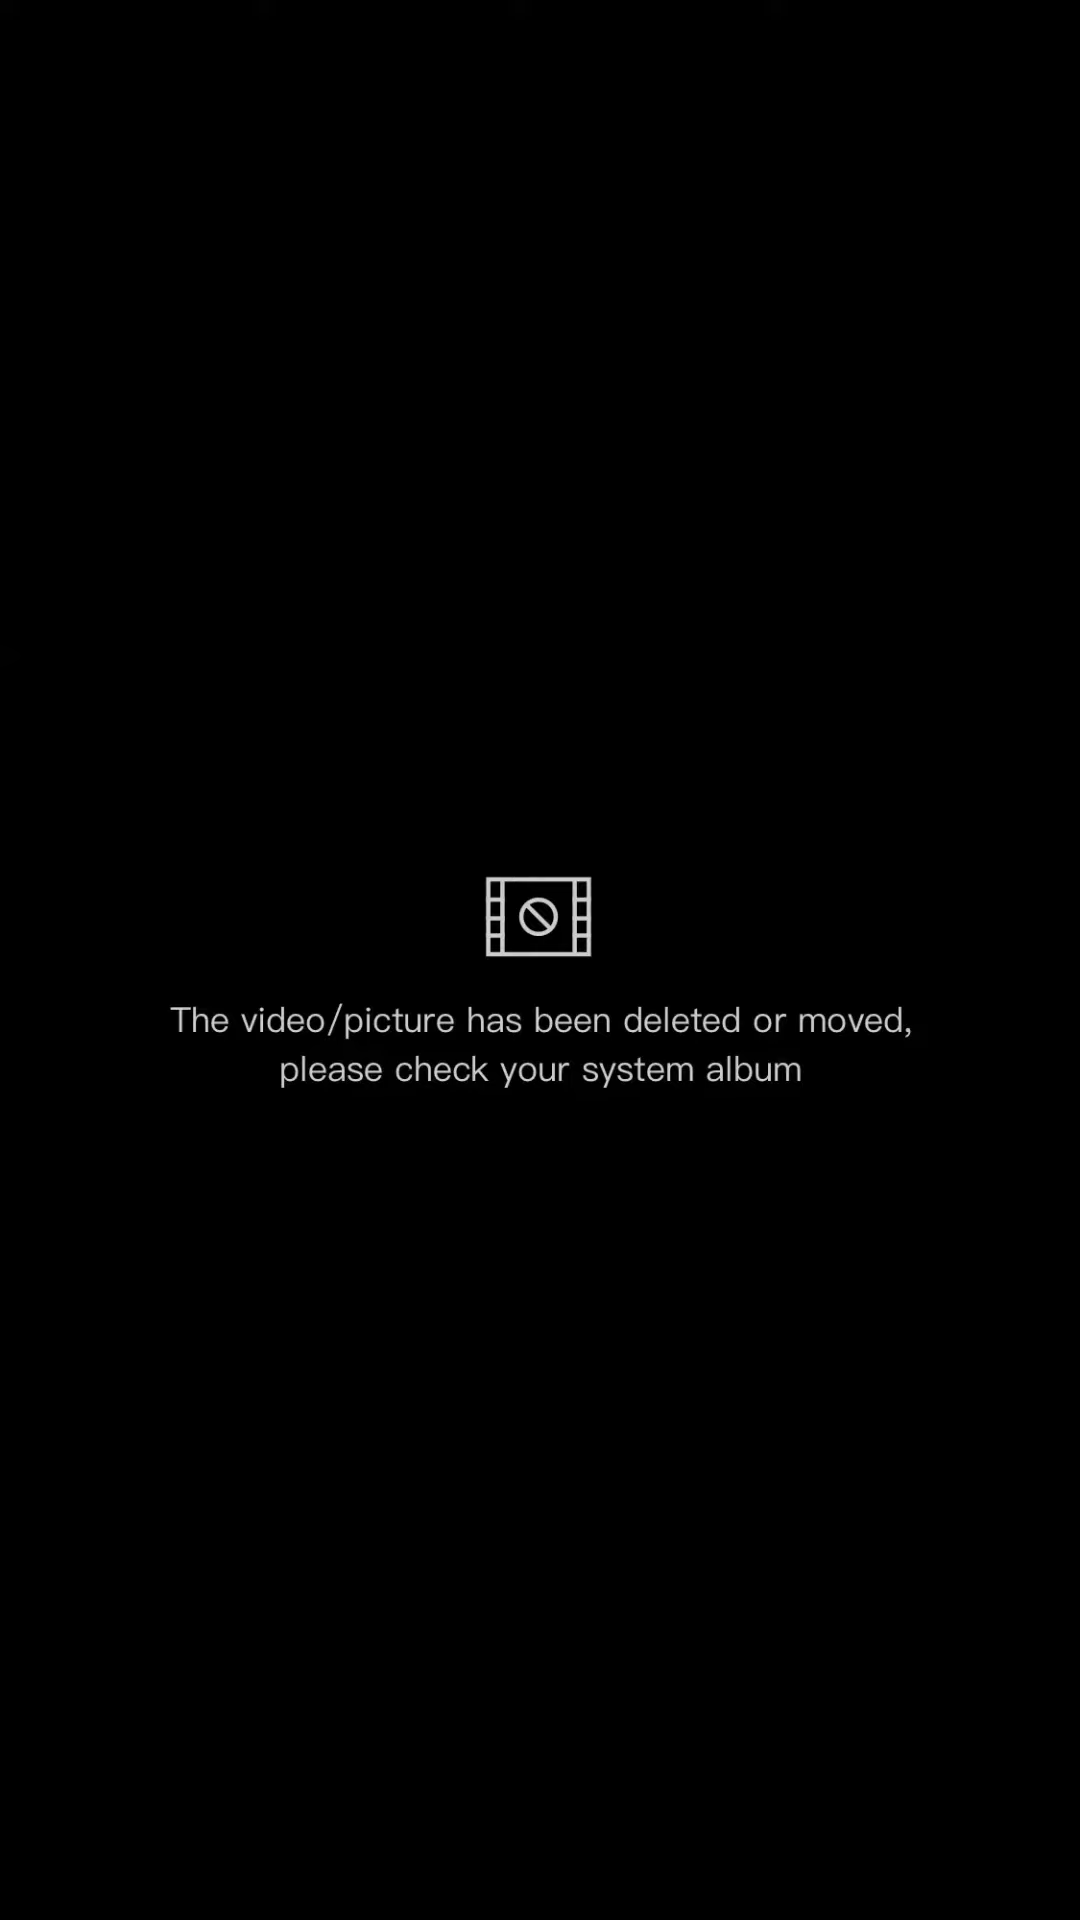 The video/picture has been deleted or moved,
please check your system album